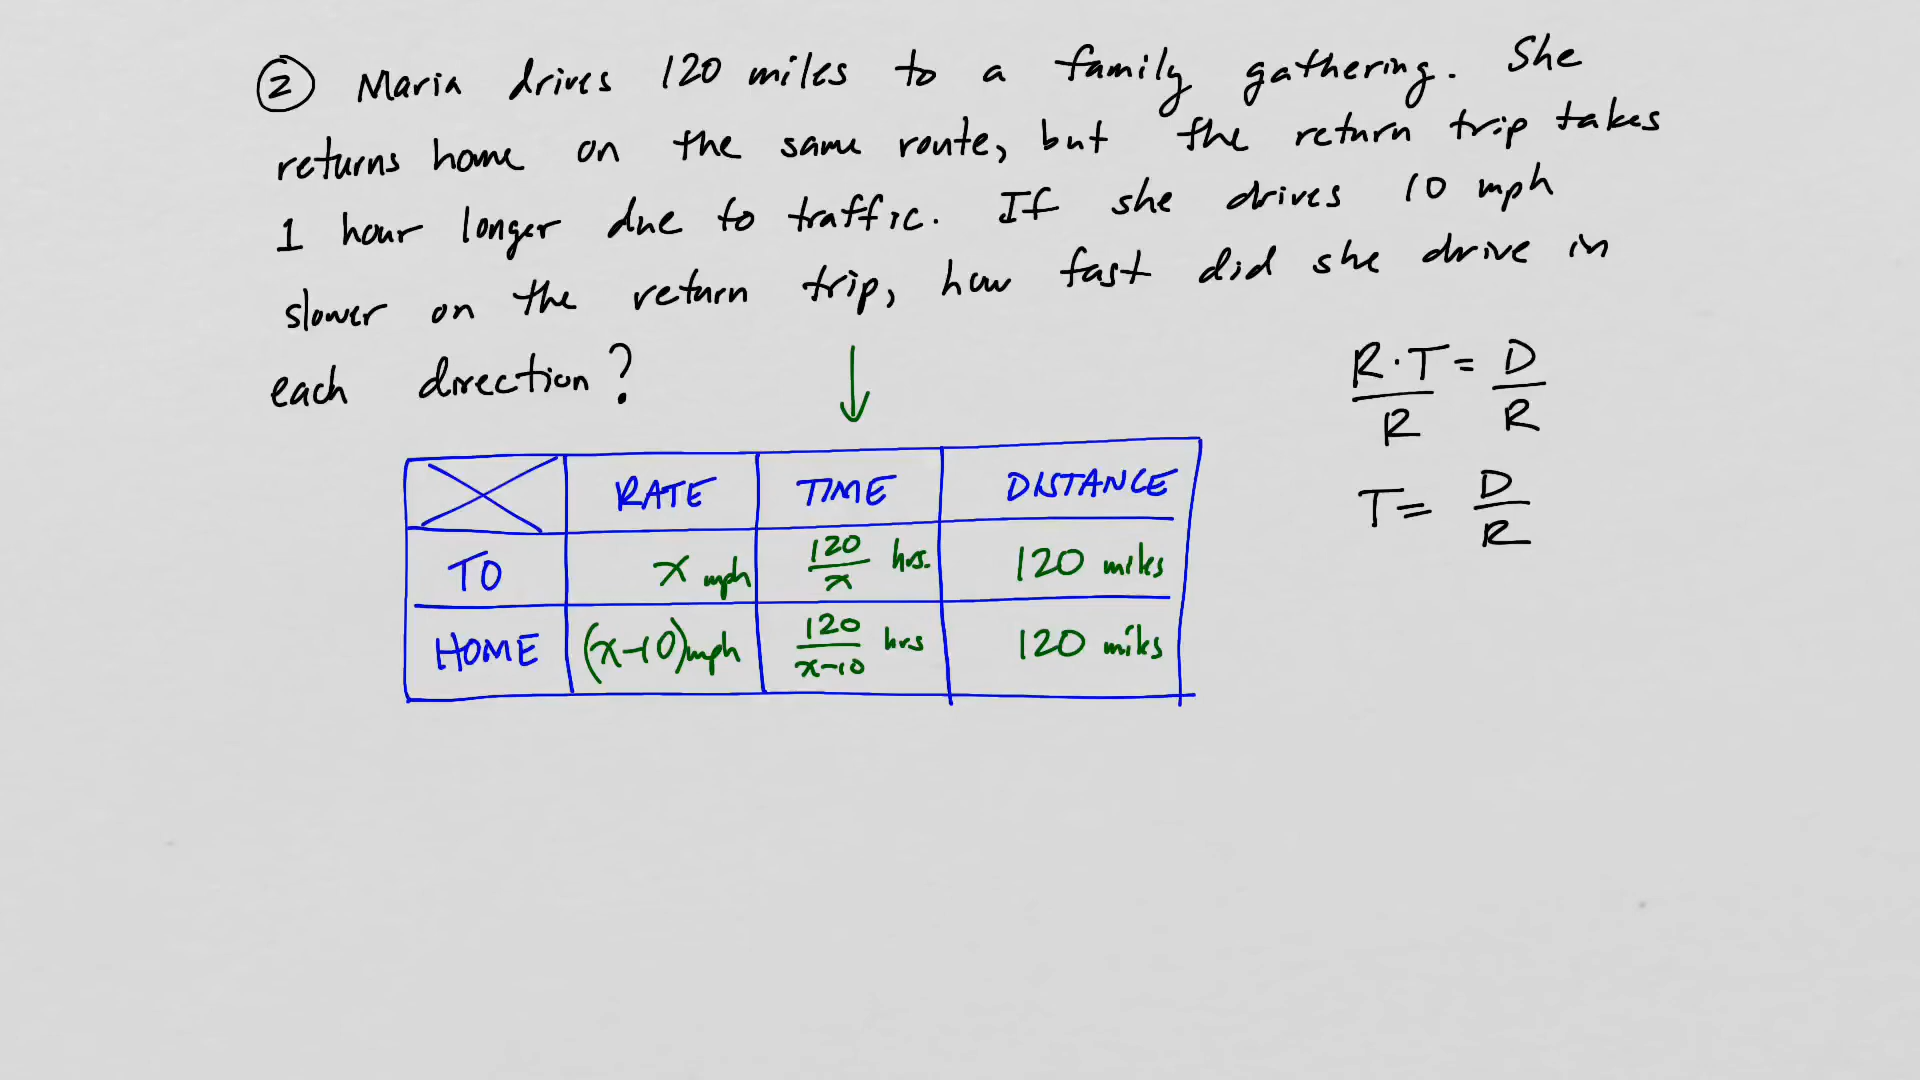 ② Maria drives 120 miles to a family gathering. She
returns home on the same route, but the return trip takes
1 hour longer due to traffic. If she drives 10 mph
slower on the return trip, how fast did she drive in
each direction?
R·T/R = D/R
T = D/R
RATE TIME DISTANCE
TO x mph 120/x hrs. 120 miles
HOME (x-10)mph 120/x-10 hrs 120 miles